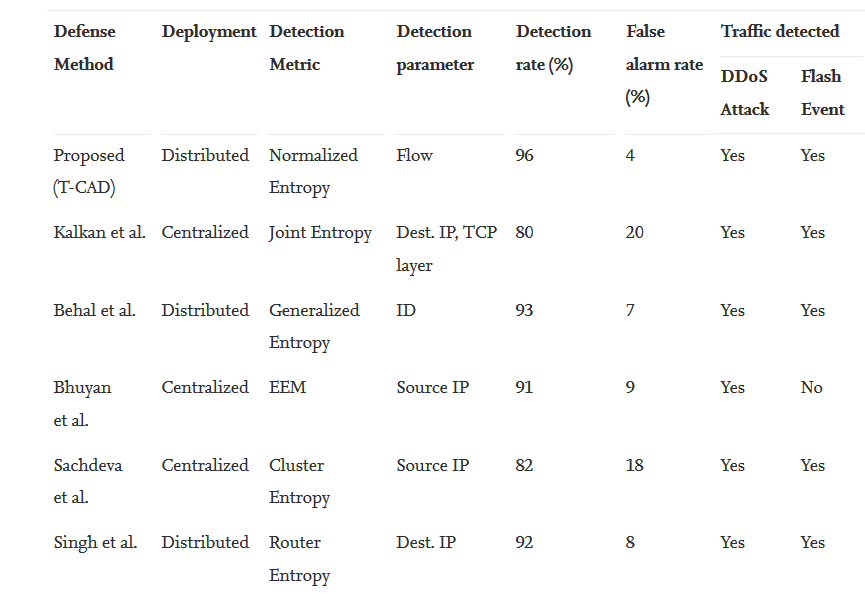 Defense Deployment Detection Detection Detection False Traffic detected
Method Metric parameter rate (%) alarm rate DDoS Flash
(%) Attack Event
Proposed Distributed Normalized Flow 96 4 Yes Yes
(T-CAD) Entropy
Kalkan et al. Centralized Joint Entropy Dest. IP, TCP 80 20 Yes Yes
layer
Behal et al. Distributed Generalized ID 93 7 Yes Yes
Entropy
Bhuyan Centralized EEM Source IP 91 9 Yes No
et al.
Sachdeva Centralized Cluster Source IP 82 18 Yes Yes
et al. Entropy
Singh et al. Distributed Router Dest. IP 92 8 Yes Yes
Entropy